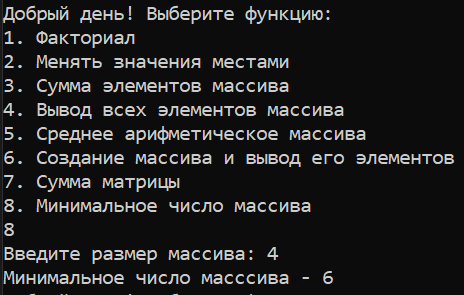 Добрый день! Выберите функцию:
1. Факториал
2. Менять значения местами
3. Сумма элементов массива
4. Вывод всех элементов массива
5. Среднее арифметическое массива
6. Создание массива и вывод его элементов
7. Сумма матрицы
8. Минимальное число массива
8
Введите размер массива: 4
Минимальное число масссива - 6